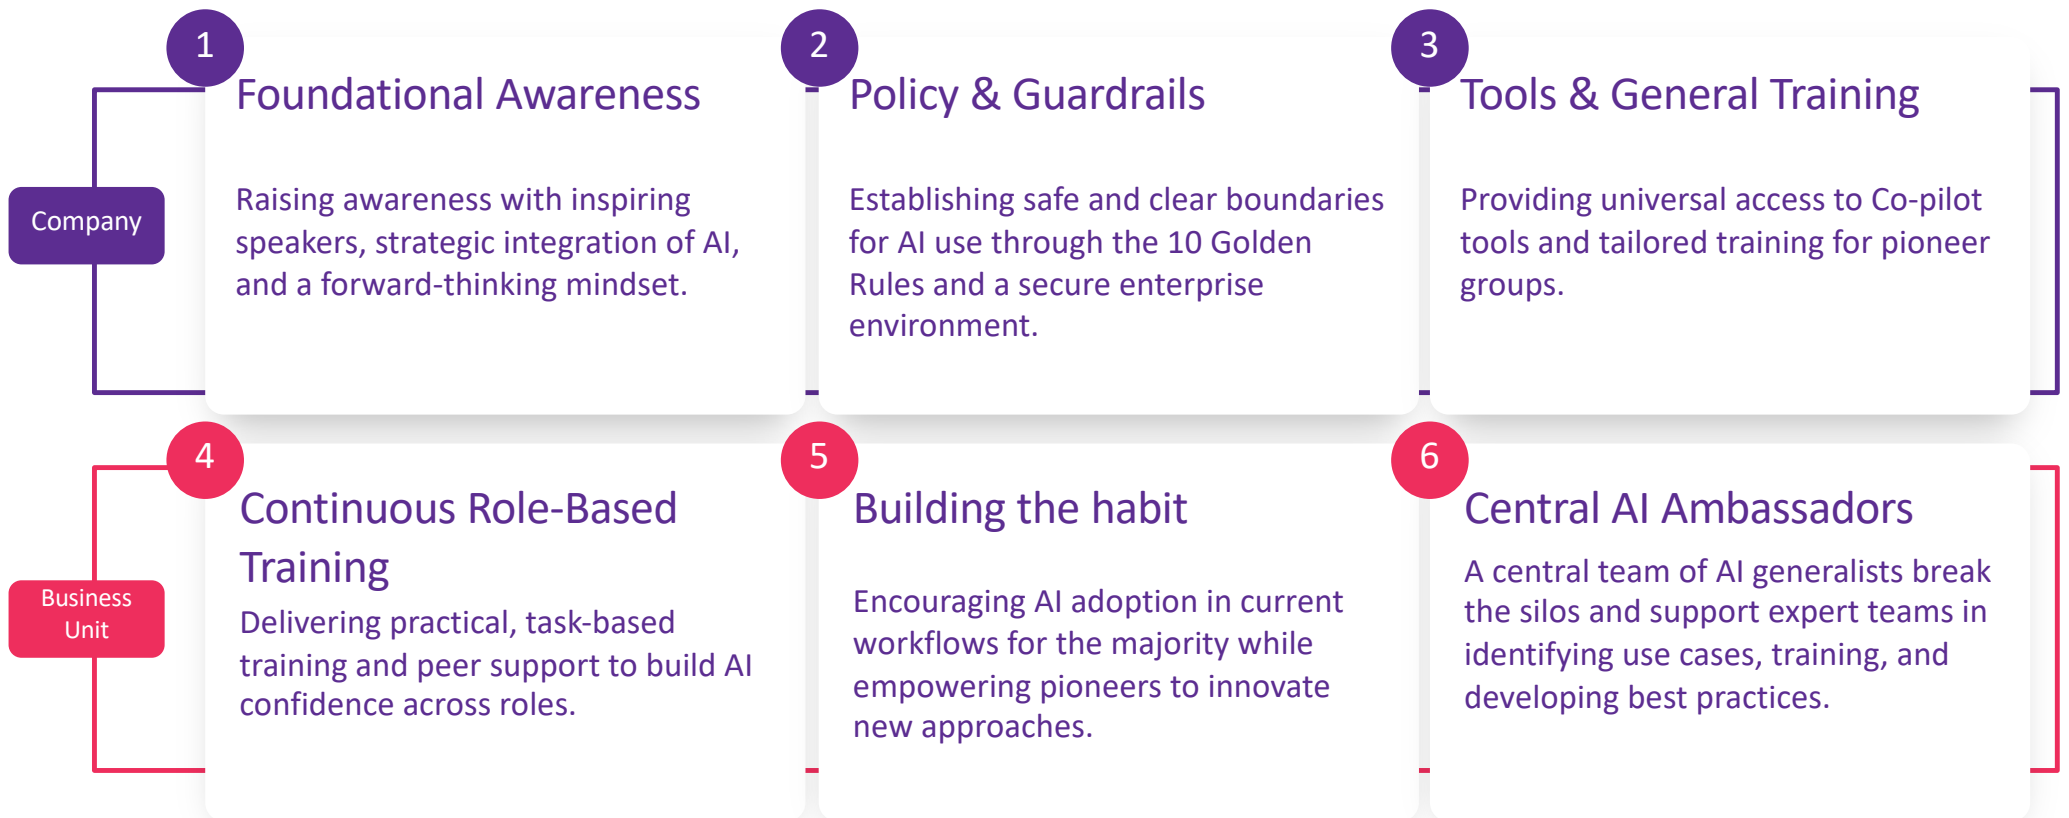 1
Foundational Awareness
Raising awareness with inspiring
speakers, strategic integration of AI,
and a forward-thinking mindset.
2
Policy & Guardrails
Establishing safe and clear boundaries
for AI use through the 10 Golden
Rules and a secure enterprise
environment.
3
Tools & General Training
Providing universal access to Co-pilot
tools and tailored training for pioneer
groups.
Company
4
Continuous Role-Based
Training
Delivering practical, task-based
training and peer support to build AI
confidence across roles.
5
Building the habit
Encouraging AI adoption in current
workflows for the majority while
empowering pioneers to innovate
new approaches.
6
Central AI Ambassadors
A central team of AI generalists break
the silos and support expert teams in
identifying use cases, training, and
developing best practices.
Business
Unit